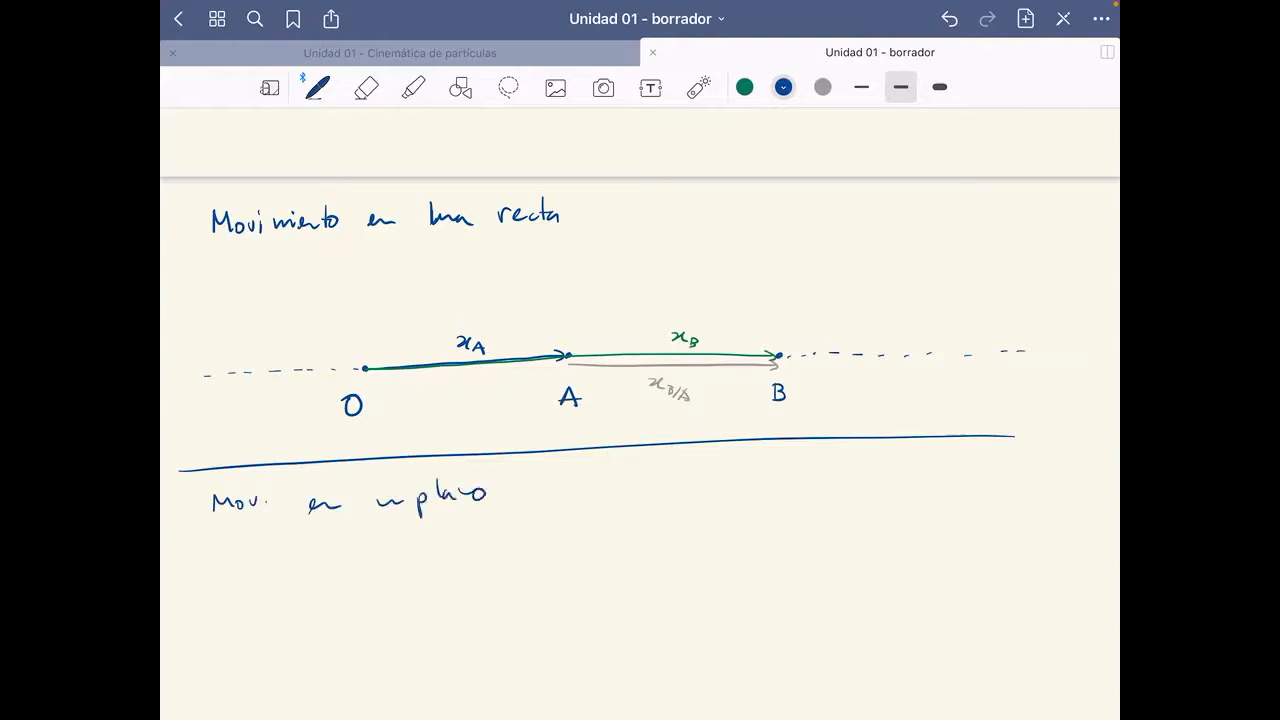 Unidad 01 - borrador
Unidad 01 - Cinemática de partículas
Unidad 01 - borrador
T
Movimiento en línea recta
xA xB
xB/A
O A B
Mov. en un plano